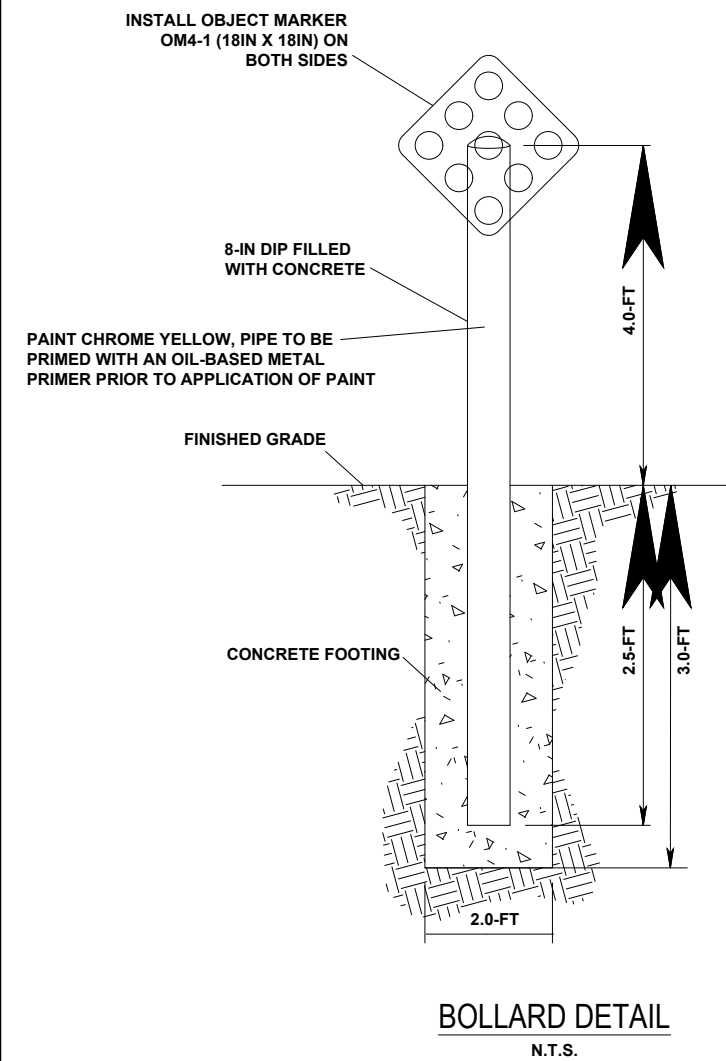 INSTALL OBJECT MARKER
OM4-1 (18IN X 18IN) ON
BOTH SIDES
8-IN DIP FILLED
WITH CONCRETE
4.0-FT
PAINT CHROME YELLOW, PIPE TO BE
PRIMED WITH AN OIL-BASED METAL
PRIMER PRIOR TO APPLICATION OF PAINT
FINISHED GRADE
CONCRETE FOOTING
2.5-FT
3.0-FT
2.0-FT
BOLLARD DETAIL
N.T.S.